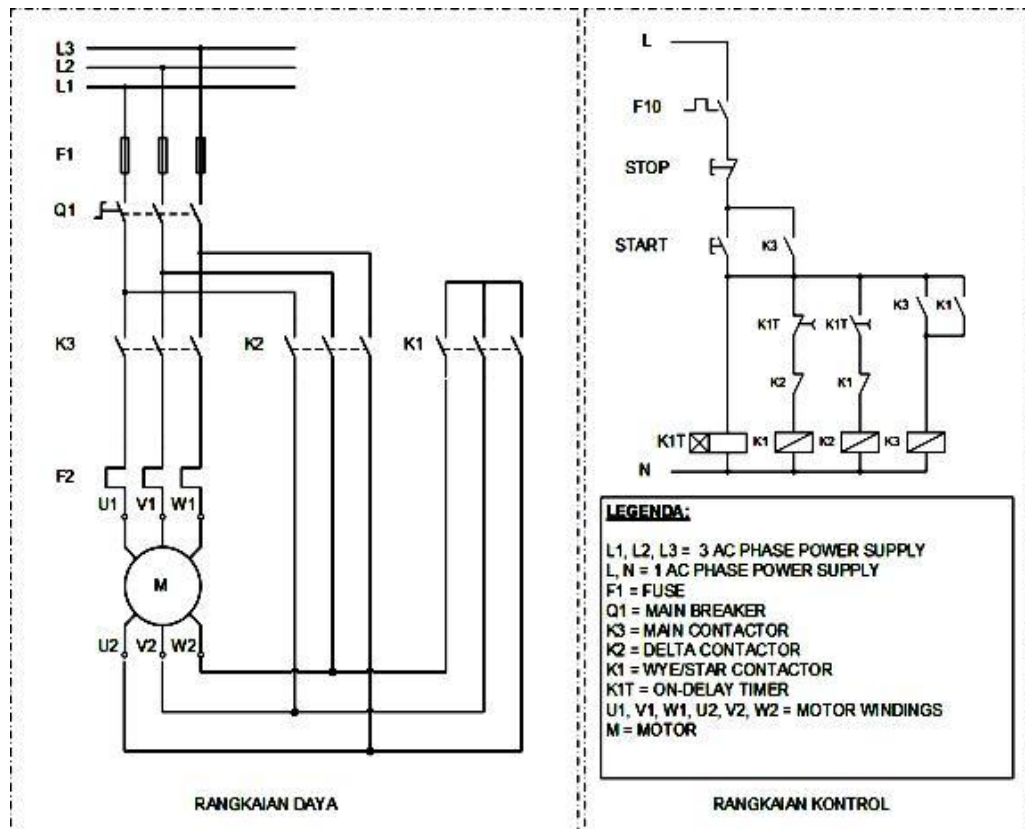 L3
L2
L1
F1
Q1
K3 K2 K1
F2
U1 V1 W1
M
U2 V2 W2
RANGKAIAN DAYA
L
F10
STOP
START K3
K3 K1
K1T K1T
K2 K1
K1T K1 K2 K3
N
LEGENDA:
L1, L2, L3 = 3 AC PHASE POWER SUPPLY
L, N = 1 AC PHASE POWER SUPPLY
F1 = FUSE
Q1 = MAIN BREAKER
K3 = MAIN CONTACTOR
K2 = DELTA CONTACTOR
K1 = WYE/STAR CONTACTOR
K1T = ON-DELAY TIMER
U1, V1, W1, U2, V2, W2 = MOTOR WINDINGS
M = MOTOR
RANGKAIAN KONTROL